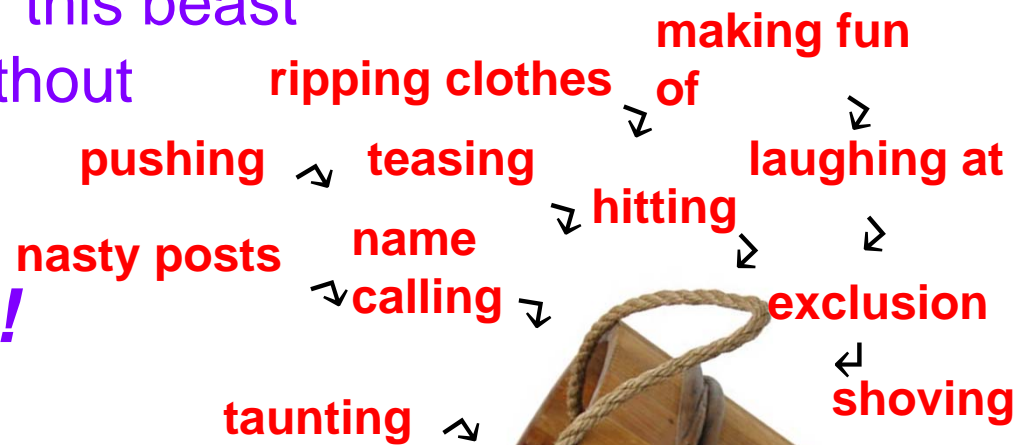 this beast
making fun
of
thout
ripping clothes
pushing
teasing
laughing at
hitting
nasty posts
name
calling
!
exclusion
shoving
taunting